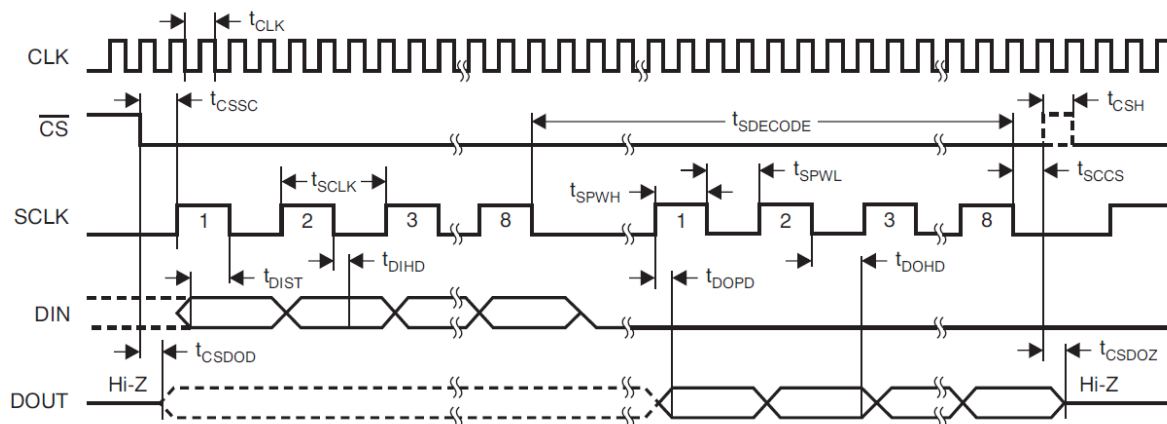 tCLK
CLK
tCSSC
tCSH
CS
tSDECODE
tSCLK
tSPWH
tSPWL
tSCCS
SCLK
1 2 3 8 1 2 3 8
tDIST
tDIHD
tDOPD
tDOHD
DIN
tCSDOD
tCSDOZ
Hi-Z
Hi-Z
DOUT